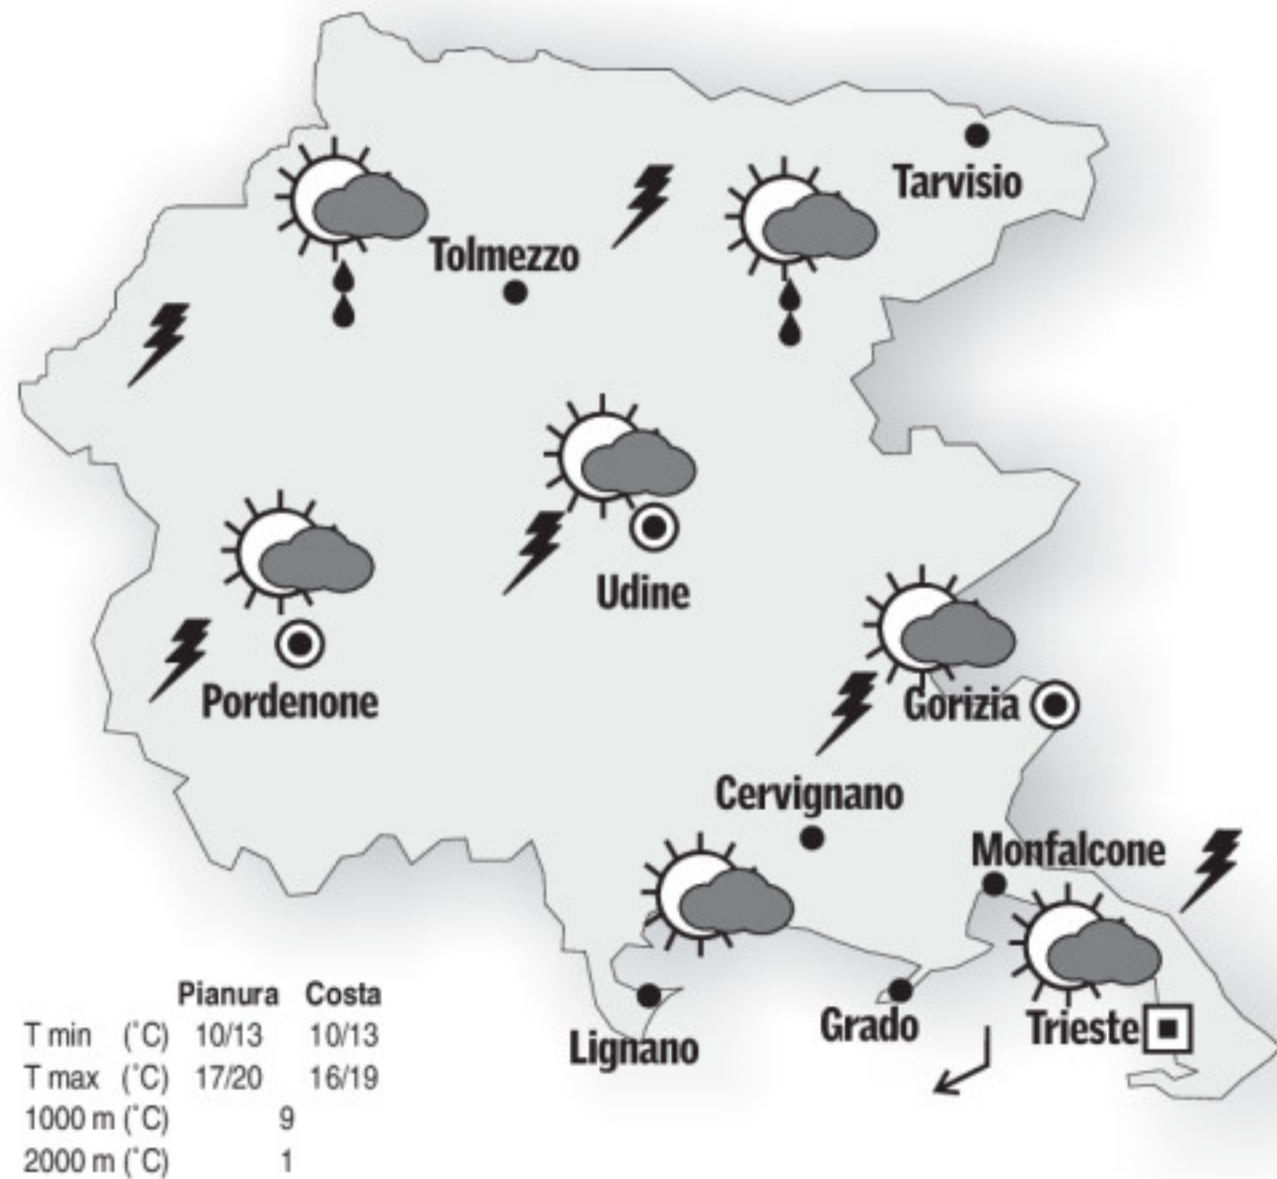 Tarvisio
Tolmezzo
Udine
Pordenone
Gorizia
Cervignano
Monfalcone
Lignano
Grado
Trieste
Pianura Costa
T min (°C) 10/13 10/13
T max (°C) 17/20 16/19
1000 m (°C) 9
2000 m (°C) 1